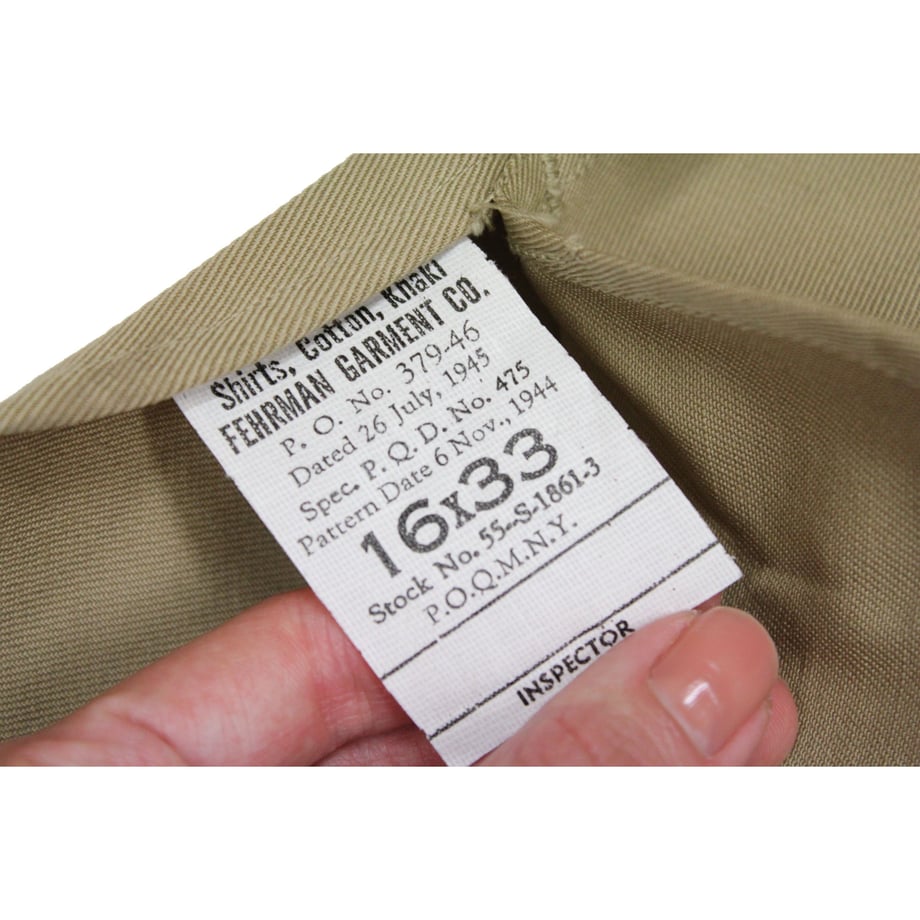 Shirts, Cotton, Khaki
FEHRMAN GARMENT CO.
P. O. No. 379-46
Dated 26 July, 1945
Spec. P. Q. D. No. 475
Pattern Date 6 Nov., 1944
16x33
Stock No. 55-S-1861-3
P.O.Q.M.N.Y.
INSPECTOR